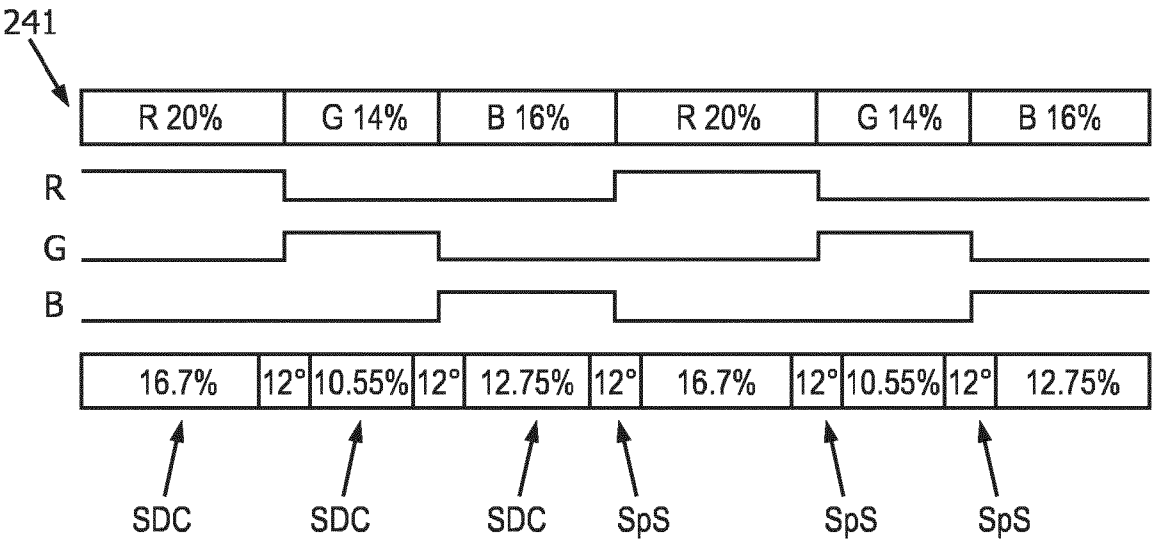 241
R 20% G 14% B 16% R 20% G 14% B 16%
R
G
B
16.7% 12° 10.55% 12° 12.75% 12° 16.7% 12° 10.55% 12° 12.75%
SDC SDC SDC SpS SpS SpS